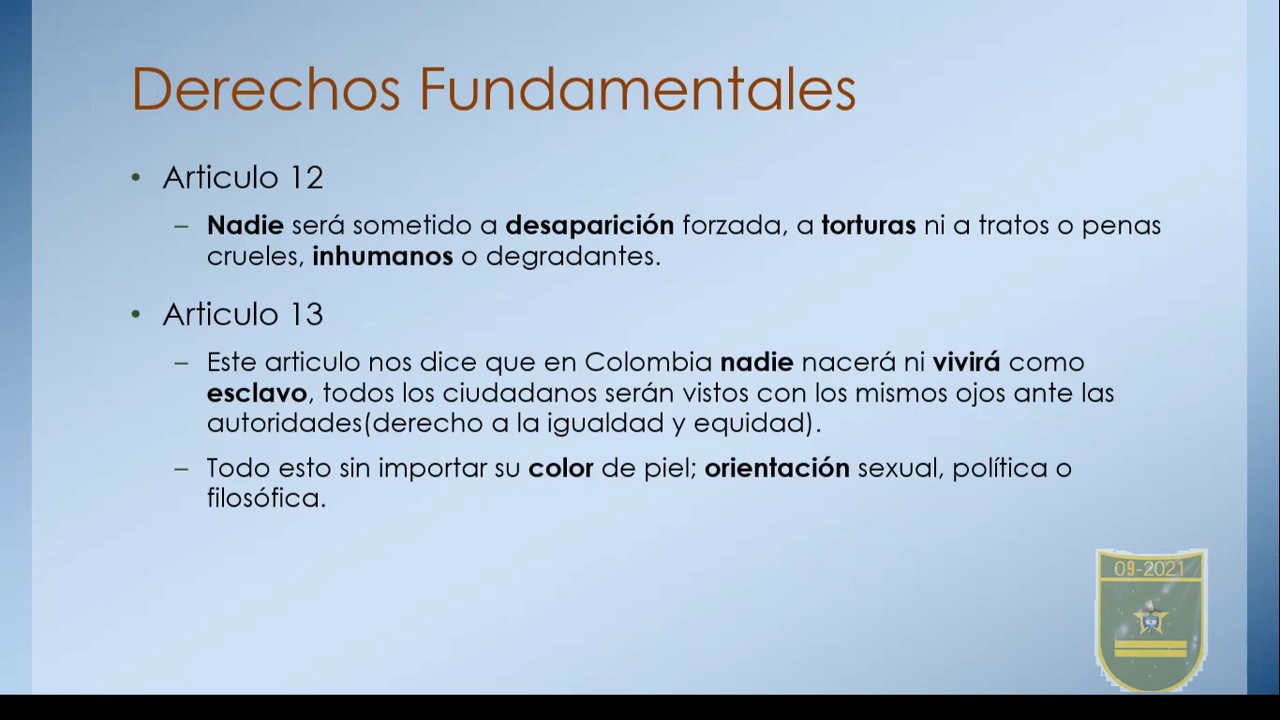 Derechos Fundamentales
• Articulo 12
– Nadie será sometido a desaparición forzada, a torturas ni a tratos o penas
crueles, inhumanos o degradantes.
• Articulo 13
– Este articulo nos dice que en Colombia nadie nacerá ni vivirá como
esclavo, todos los ciudadanos serán vistos con los mismos ojos ante las
autoridades(derecho a la igualdad y equidad).
– Todo esto sin importar su color de piel; orientación sexual, política o
filosófica.
09-2021